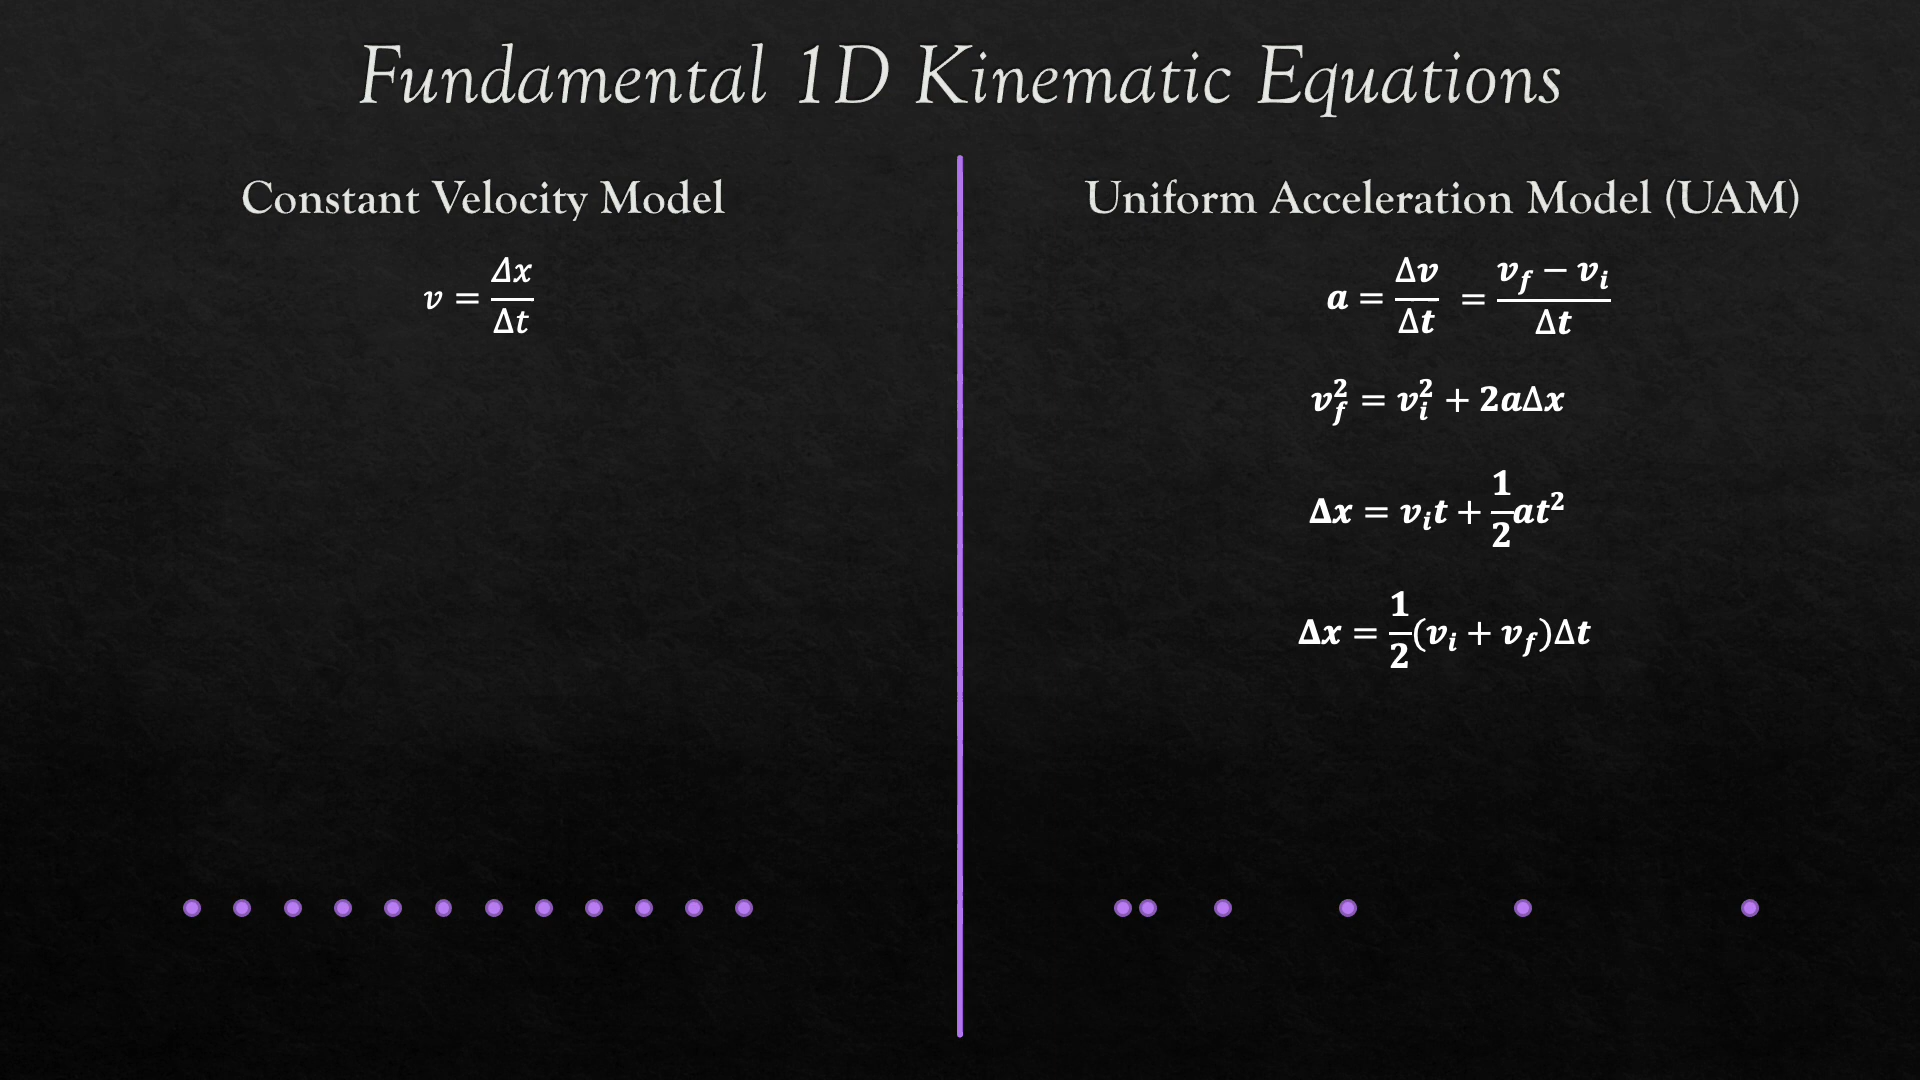 Fundamental 1D Kinematic Equations
Constant Velocity Model
v = Δx/Δt
Uniform Acceleration Model (UAM)
a = Δv/Δt = (v_f − v_i)/Δt
v_f² = v_i² + 2aΔx
Δx = v_i t + 1/2 at²
Δx = 1/2 (v_i + v_f)Δt